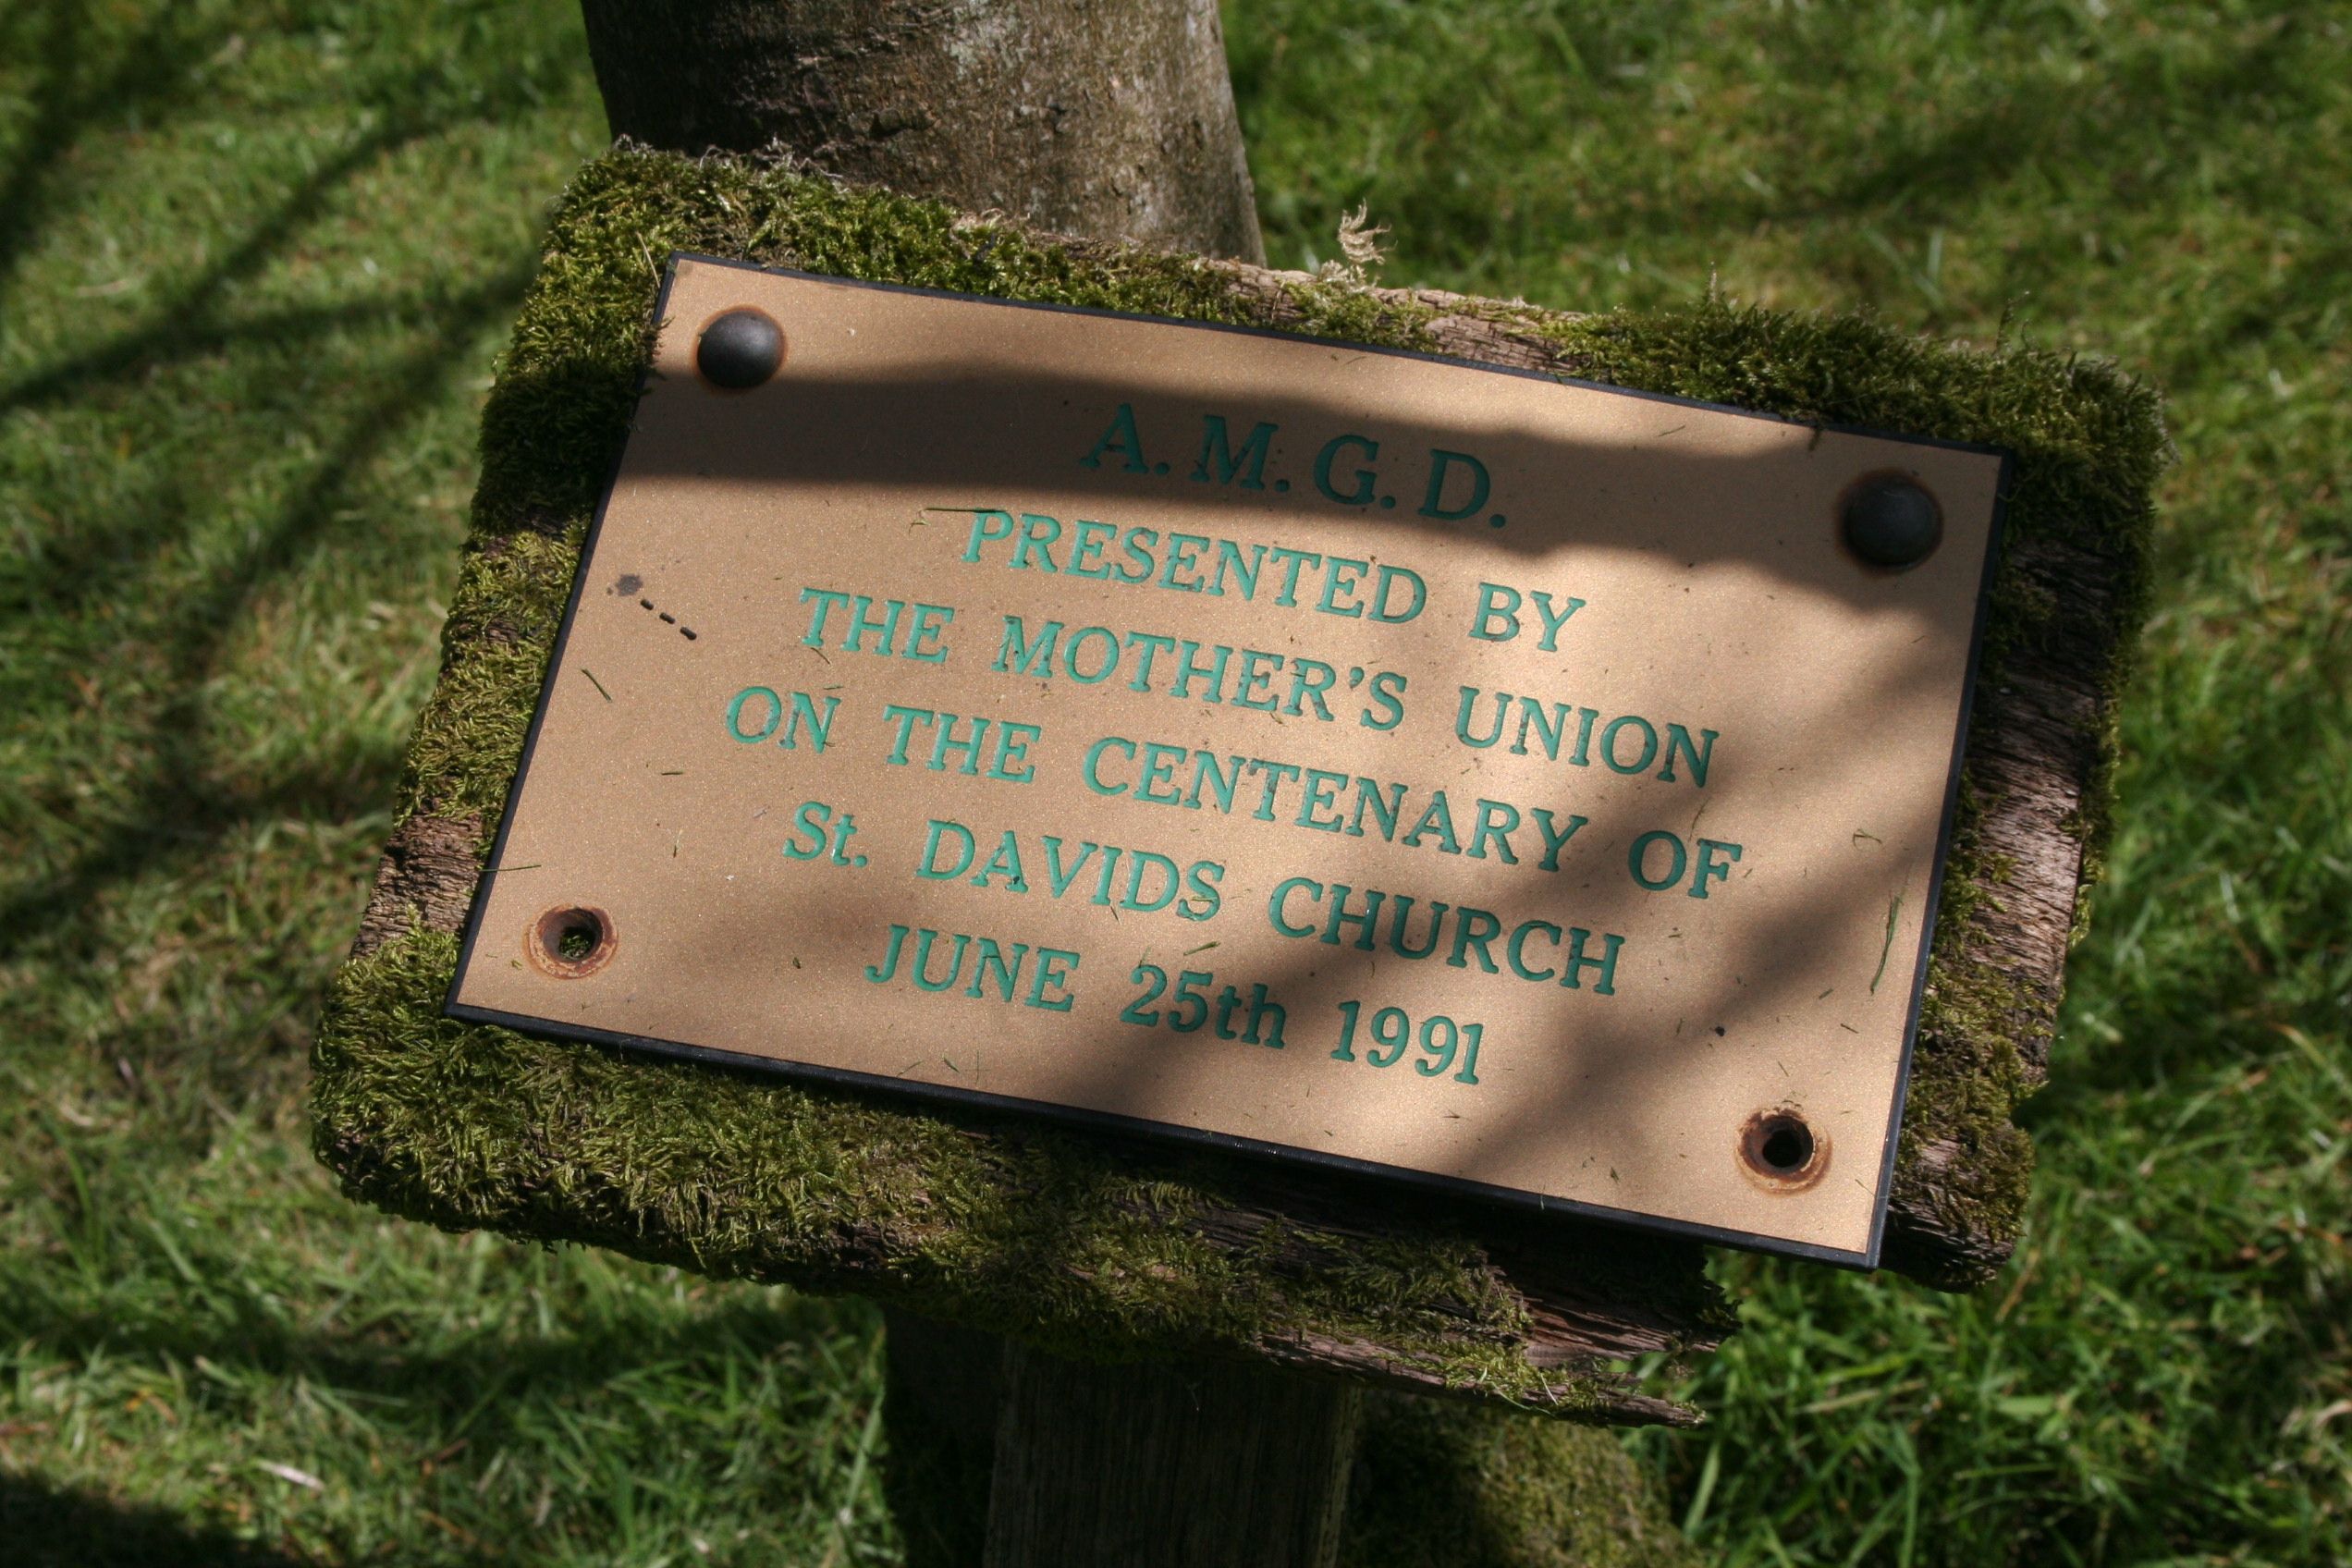 A.M.G.D.
PRESENTED BY
THE MOTHER'S UNION
ON THE CENTENARY OF
St. DAVIDS CHURCH
JUNE 25th 1991